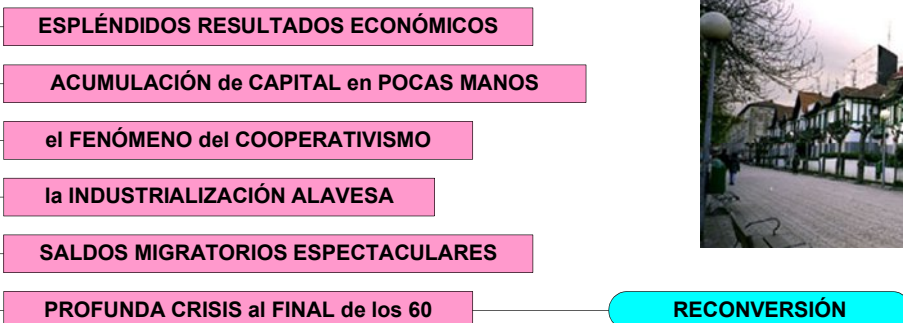 ESPLÉNDIDOS RESULTADOS ECONÓMICOS
ACUMULACIÓN de CAPITAL en POCAS MANOS
el FENÓMENO del COOPERATIVISMO
la INDUSTRIALIZACIÓN ALAVESA
SALDOS MIGRATORIOS ESPECTACULARES
PROFUNDA CRISIS al FINAL de los 60
RECONVERSIÓN